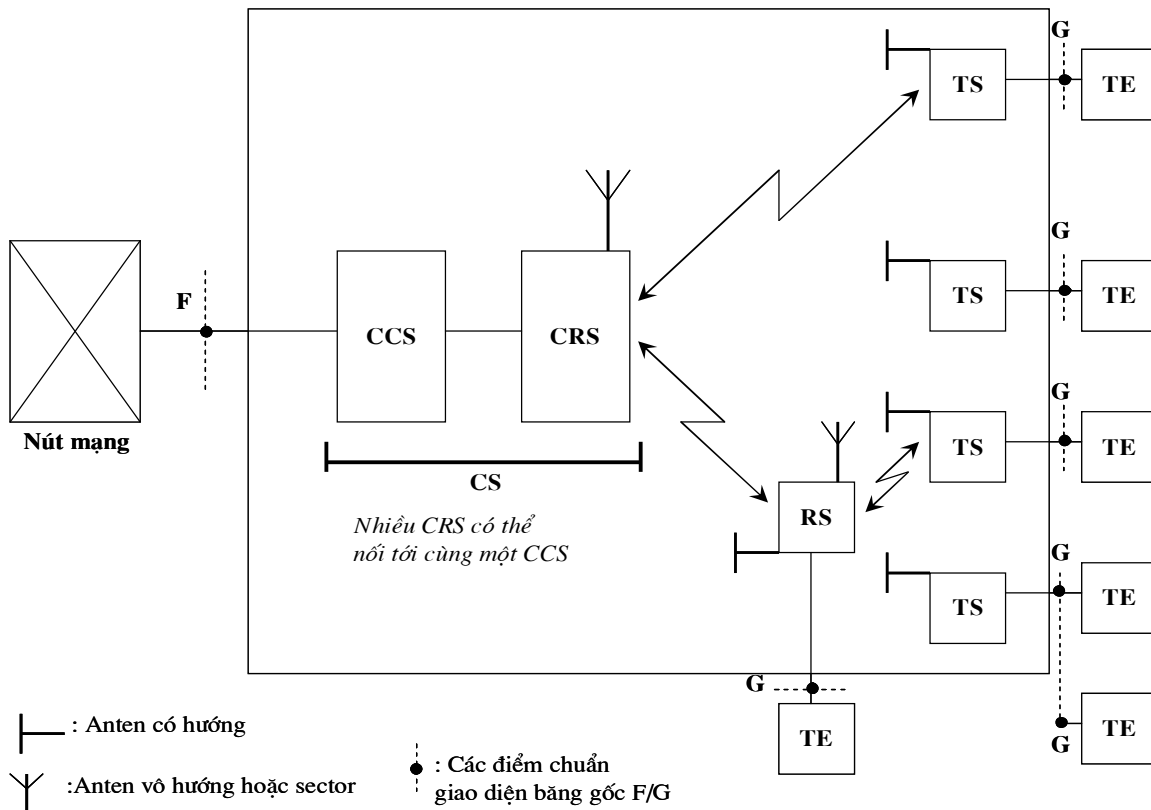 G
TS
TE
G
TS
TE
F
CCS
CRS
Nút mạng
CS
Nhiều CRS có thể
nối tới cùng một CCS
G
TS
TE
RS
G
TS
TE
G
TE
G
TE
: Anten có hướng
:Anten vô hướng hoặc sector
: Các điểm chuẩn
giao diện băng gốc F/G